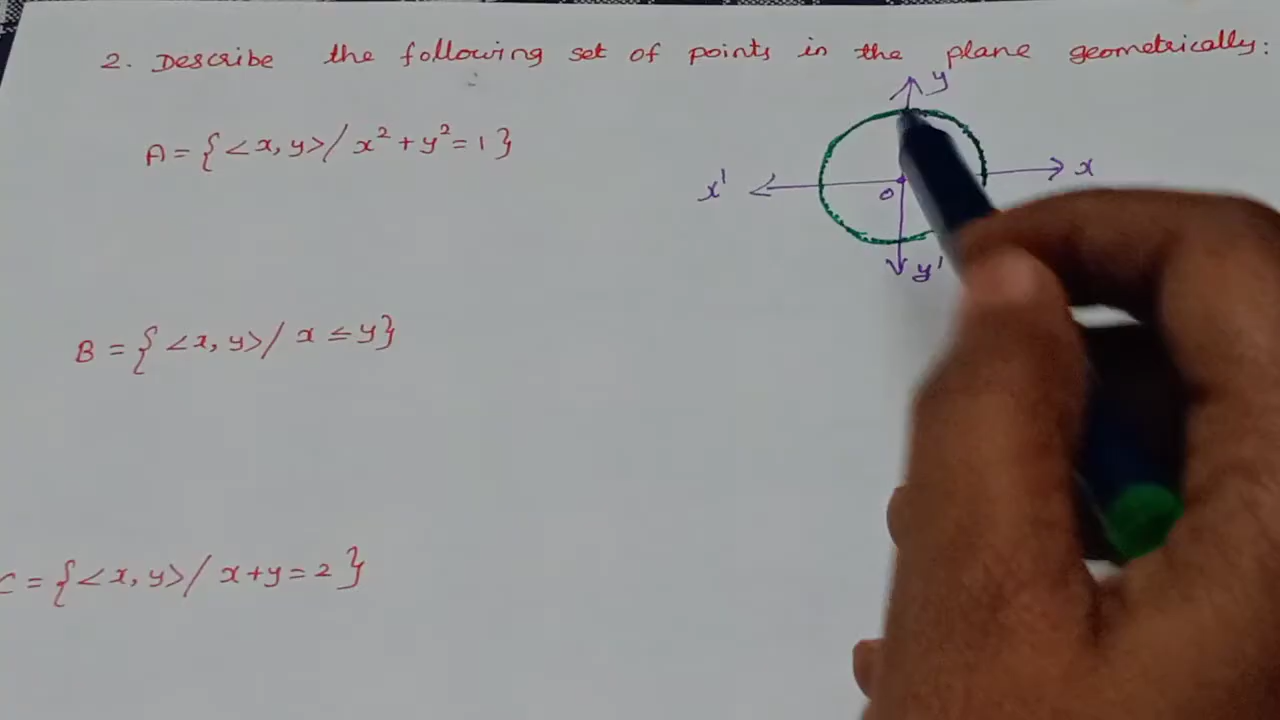 2. Describe the following set of points in the plane geometrically:
A = {<x, y> / x² + y² = 1}
y
x' x
o
y'
B = {<x, y> / x ≤ y}
C = {<x, y> / x + y = 2}